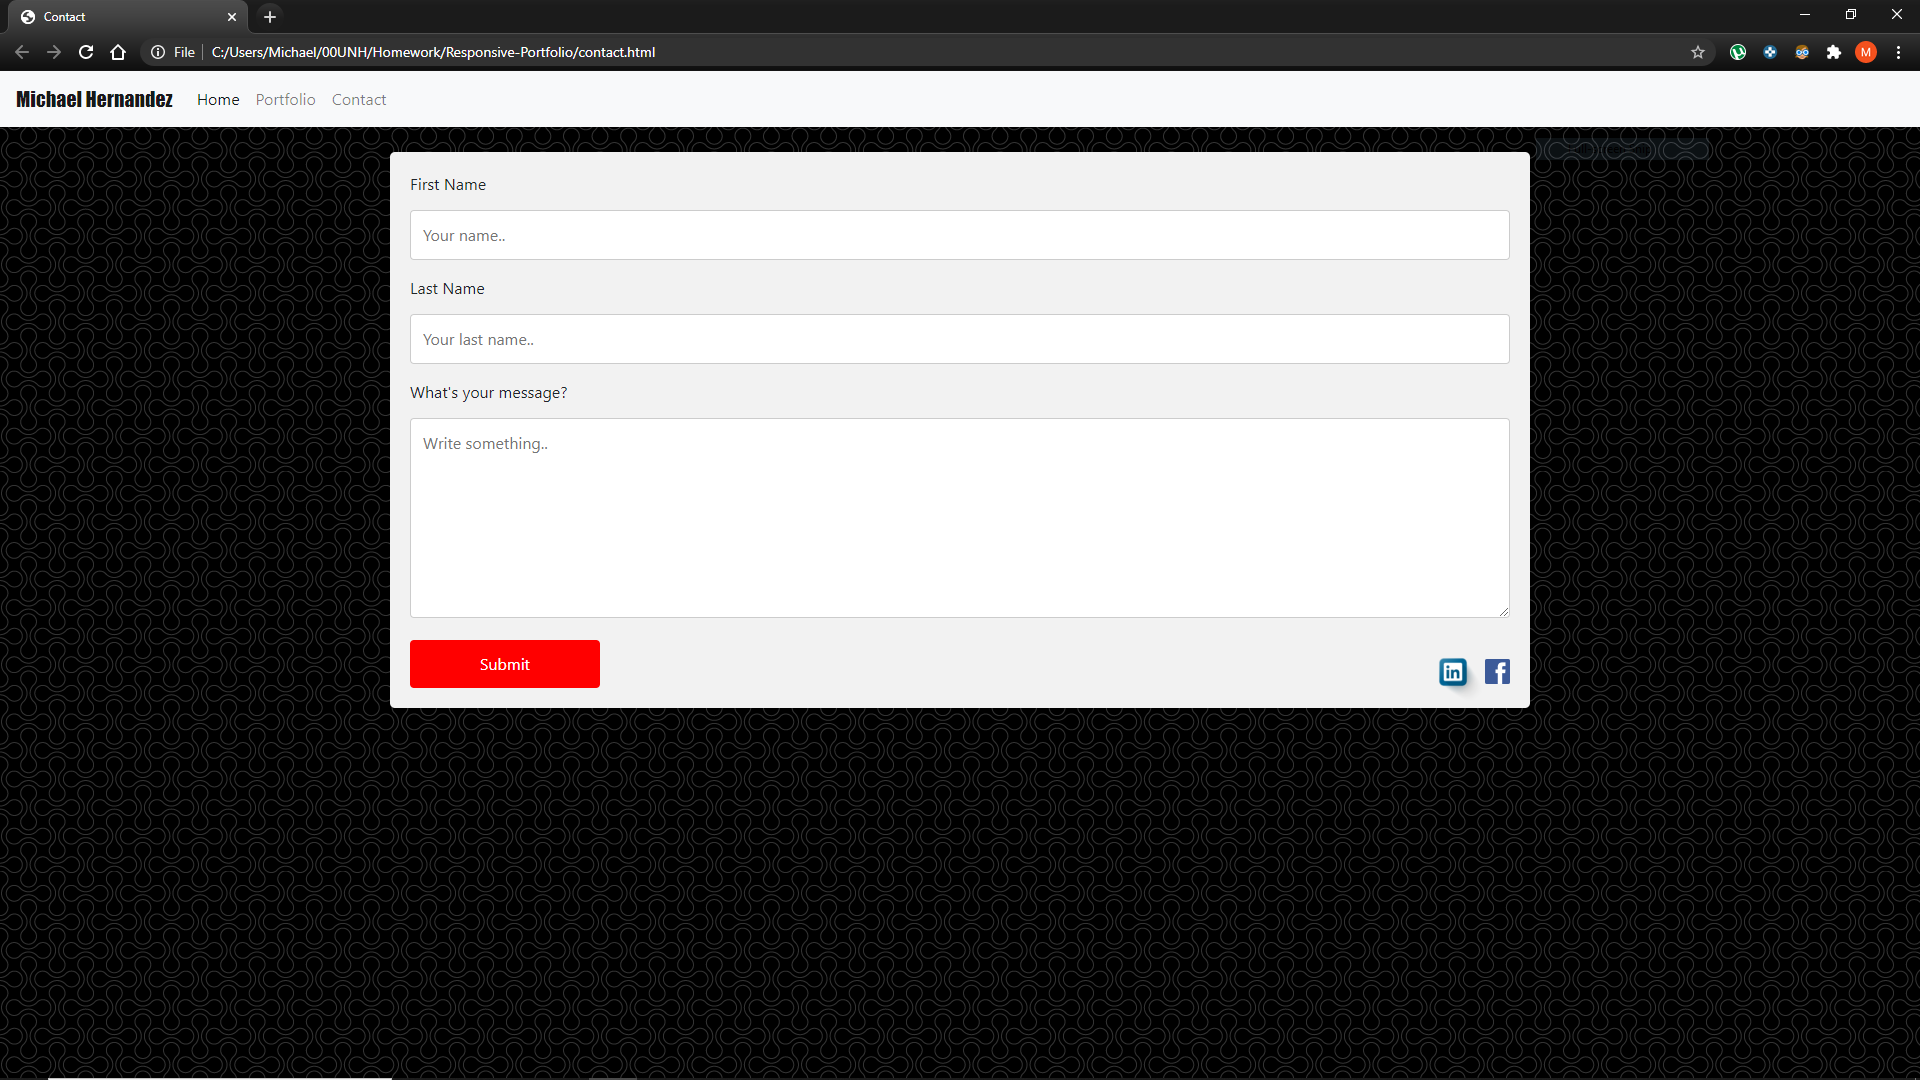 Contact
File
C:/Users/Michael/00UNH/Homework/Responsive-Portfolio/contact.html
M
Michael Hernandez Home Portfolio Contact
First Name
Your name..
Last Name
Your last name..
What's your message?
Write something..
Submit
in f